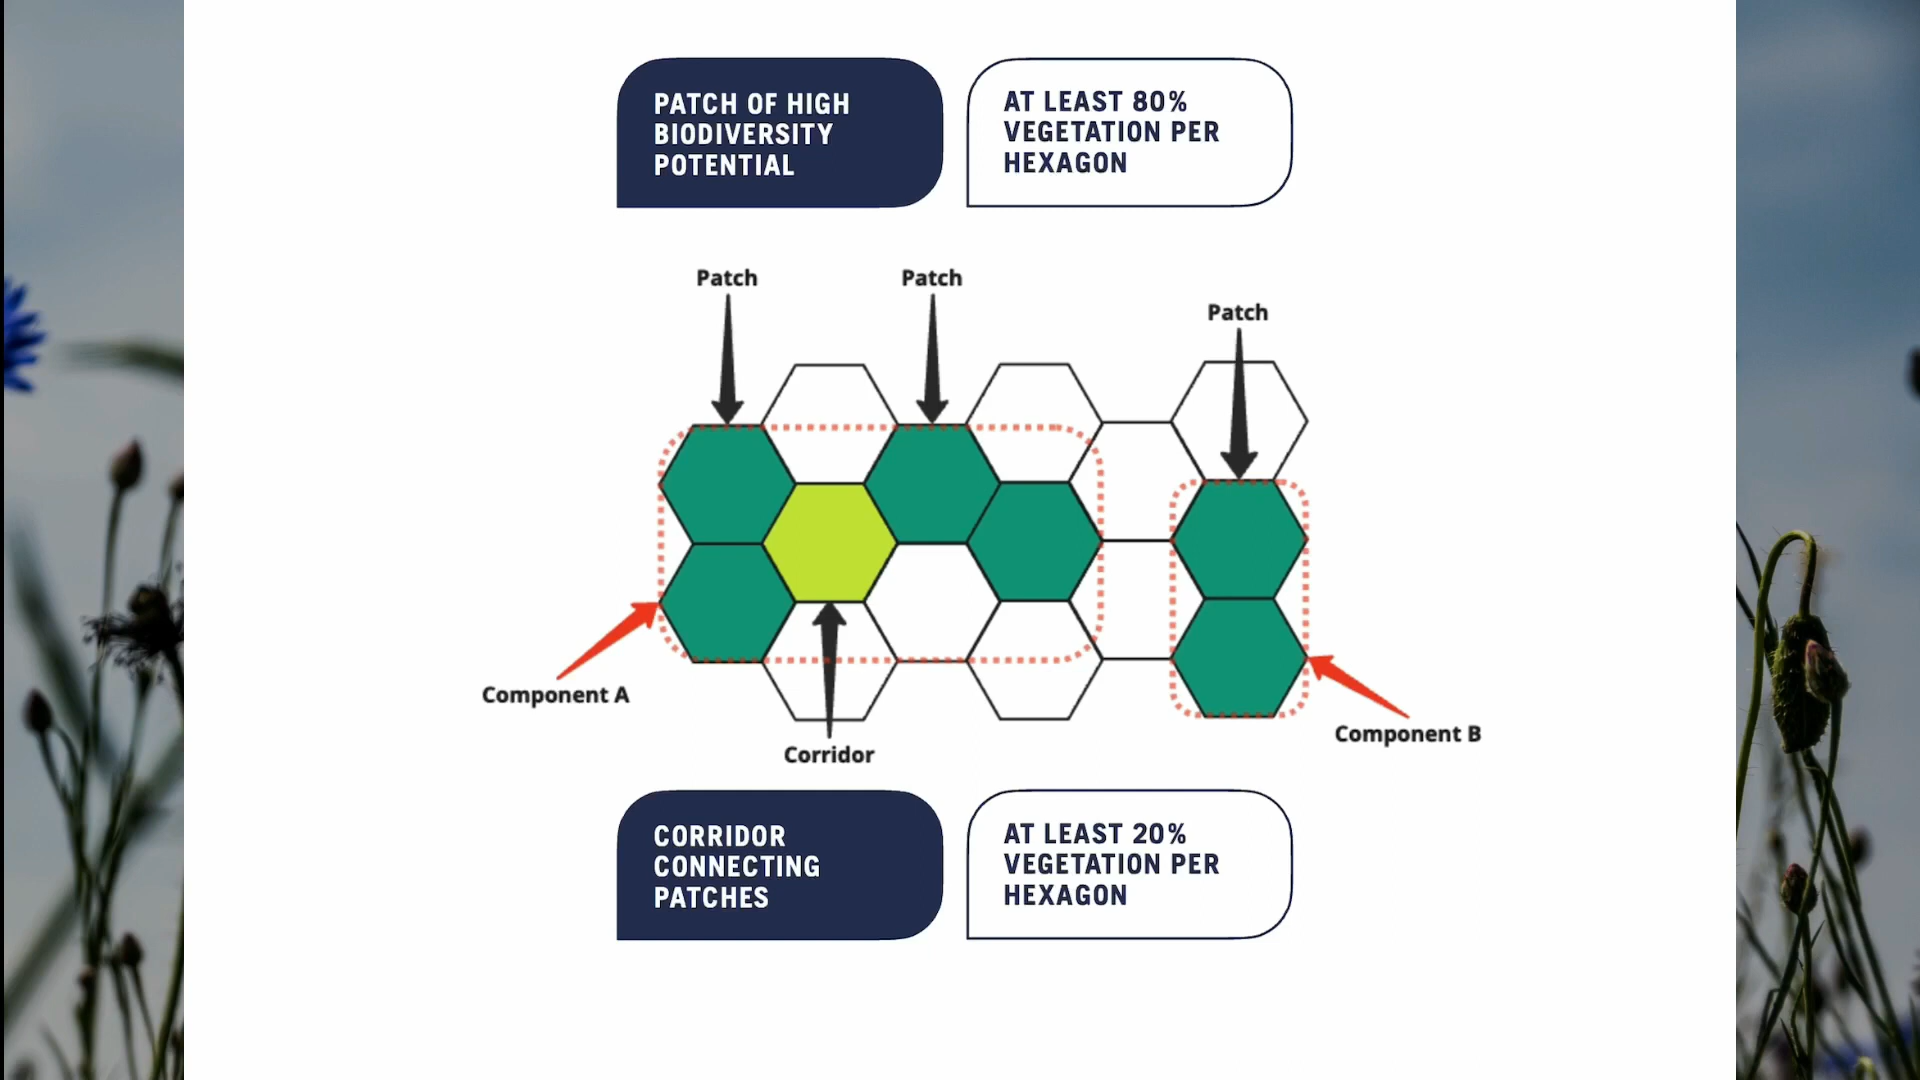 PATCH OF HIGH
BIODIVERSITY
POTENTIAL
AT LEAST 80%
VEGETATION PER
HEXAGON
Patch
Patch
Patch
Component A
Component B
Corridor
CORRIDOR
CONNECTING
PATCHES
AT LEAST 20%
VEGETATION PER
HEXAGON